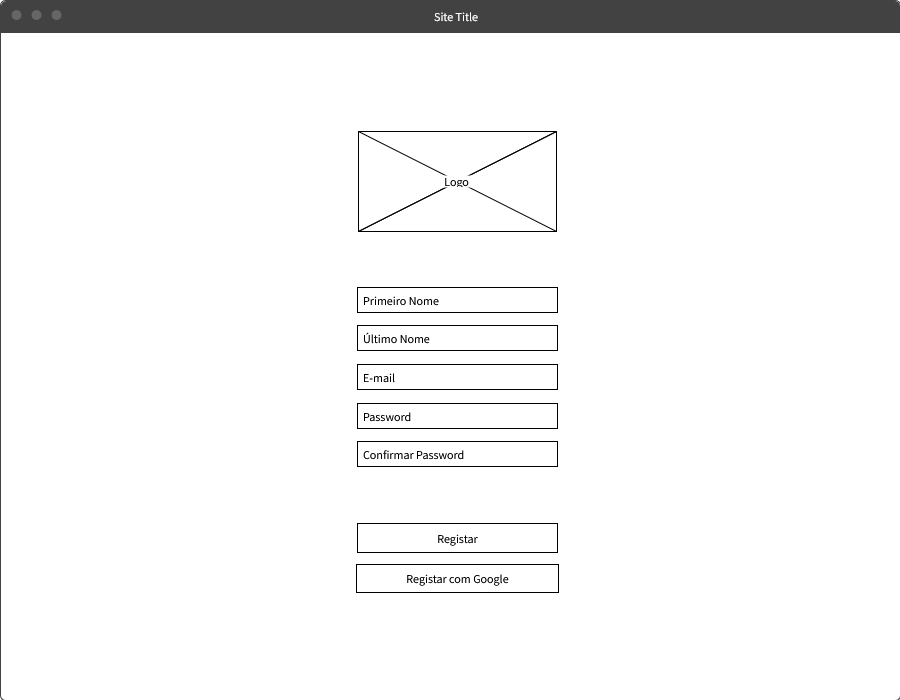 Site Title
Logo
Primeiro Nome
Último Nome
E-mail
Password
Confirmar Password
Registar
Registar com Google